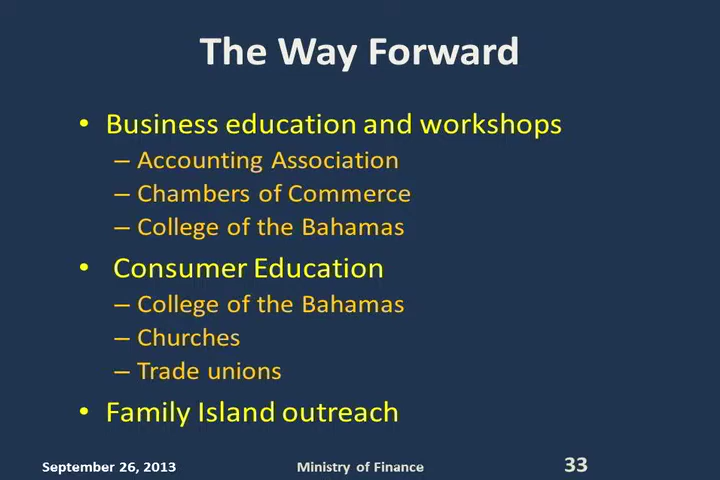 The Way Forward
• Business education and workshops
– Accounting Association
– Chambers of Commerce
– College of the Bahamas
• Consumer Education
– College of the Bahamas
– Churches
– Trade unions
• Family Island outreach
September 26, 2013 Ministry of Finance 33